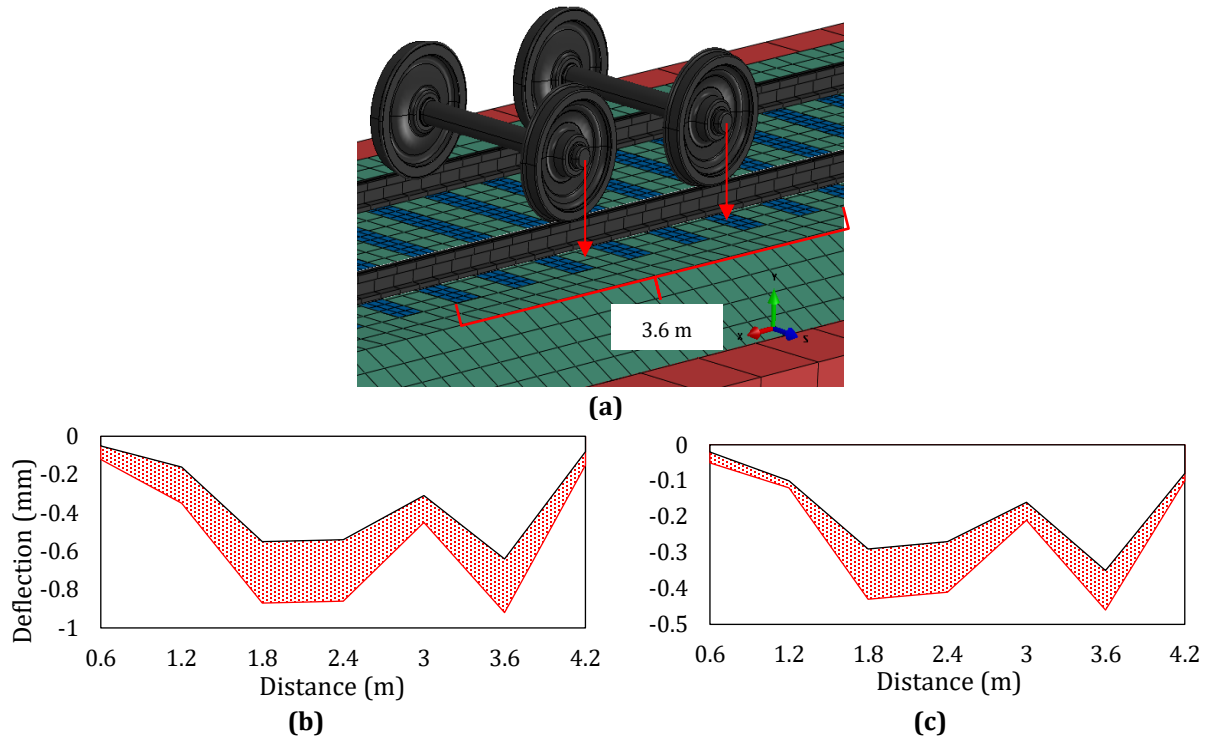 3.6 m
Y
X
S
(a)
0
-0.2
-0.4
-0.6
-0.8
-1
Deflection (mm)
0.6 1.2 1.8 2.4 3 3.6 4.2
Distance (m)
(b)
0
-0.1
-0.2
-0.3
-0.4
-0.5
0.6 1.2 1.8 2.4 3 3.6 4.2
Distance (m)
(c)